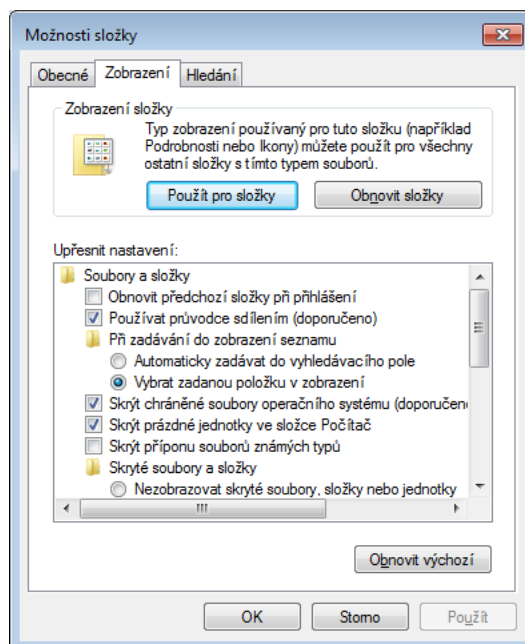 Možnosti složky
Obecné
Zobrazení
Hledání
Zobrazení složky
Typ zobrazení používaný pro tuto složku (například
Podrobnosti nebo Ikony) můžete použít pro všechny
ostatní složky s tímto typem souborů.
Použít pro složky
Obnovit složky
Upřesnit nastavení:
Soubory a složky
Obnovit předchozí složky při přihlášení
Používat průvodce sdílením (doporučeno)
Při zadávání do zobrazení seznamu
Automaticky zadávat do vyhledávacího pole
Vybrat zadanou položku v zobrazení
Skrýt chráněné soubory operačního systému (doporučeno
Skrýt prázdné jednotky ve složce Počítač
Skrýt příponu souborů známých typů
Skryté soubory a složky
Nezobrazovat skryté soubory, složky nebo jednotky
Obnovit výchozí
OK
Storno
Použít